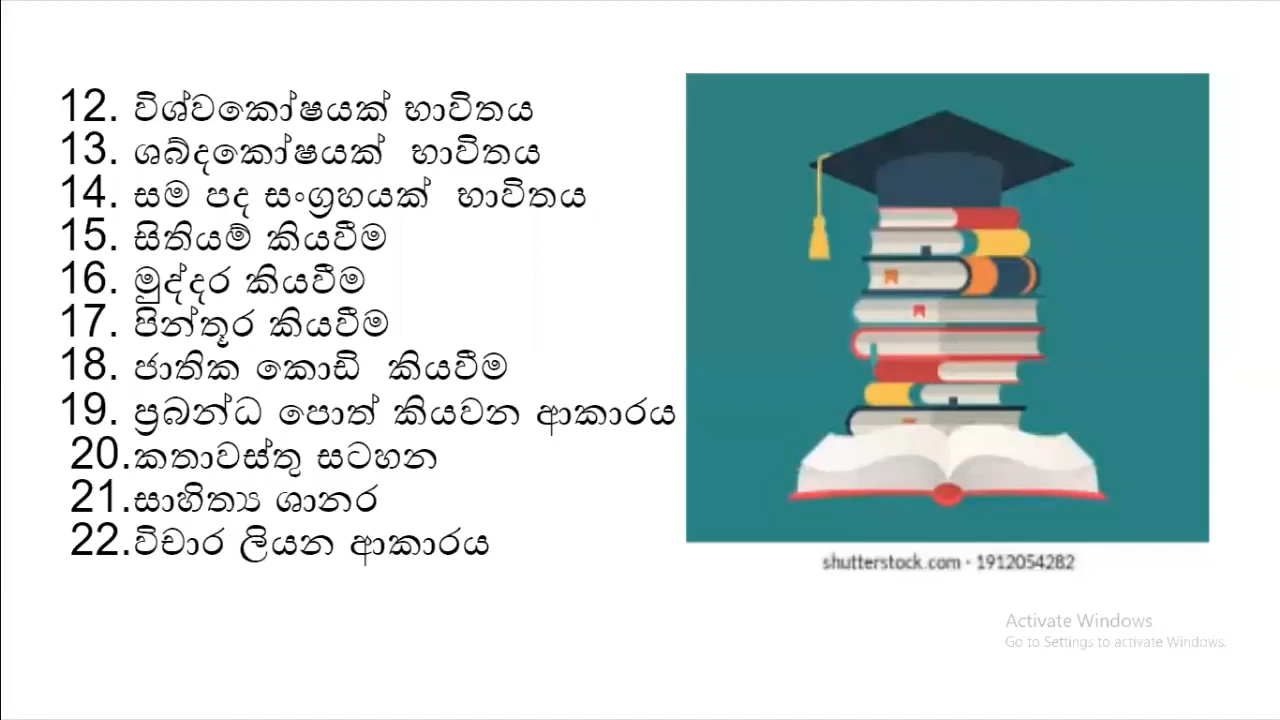 12. විශ්වකෝෂයක් භාවිතය
13. ශබ්දකෝෂයක් භාවිතය
14. සම පද සංග්‍රහයක් භාවිතය
15. සිතියම් කියවීම
16. මුද්දර කියවීම
17. පින්තූර කියවීම
18. ජාතික කොඩි කියවීම
19. ප්‍රබන්ධ පොත් කියවන ආකාරය
20.කතාවස්තු සටහන
21.සාහිත්‍ය ශානර
22.විචාර ලියන ආකාරය
shutterstock.com · 1912054282
Activate Windows
Go to Settings to activate Windows.